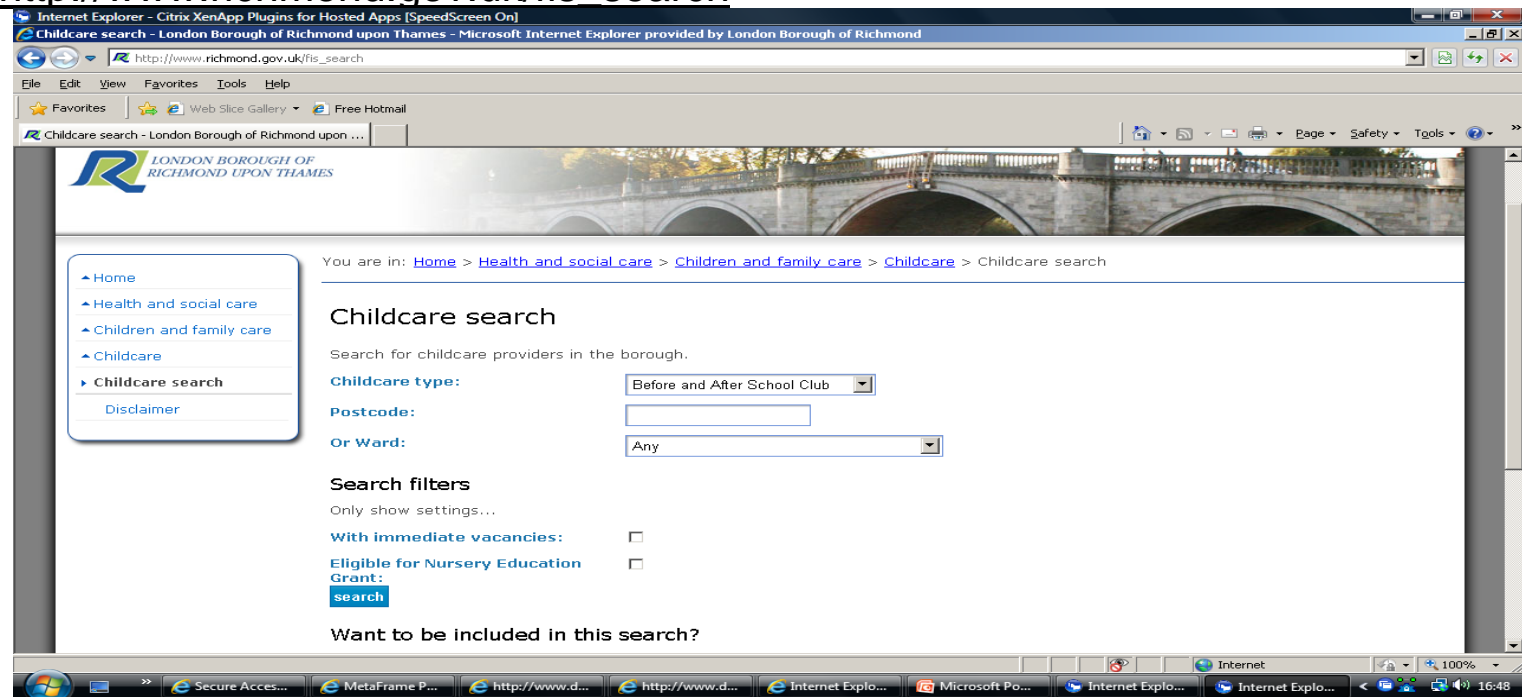 http://www.richmond.gov.uk/fis_search
Internet Explorer - Citrix XenApp Plugins for Hosted Apps [SpeedScreen On]
Childcare search - London Borough of Richmond upon Thames - Microsoft Internet Explorer provided by London Borough of Richmond
http://www.richmond.gov.uk/fis_search
File Edit View Favorites Tools Help
Favorites Web Slice Gallery Free Hotmail
Childcare search - London Borough of Richmond upon ... Page Safety Tools »
LONDON BOROUGH OF
RICHMOND UPON THAMES
You are in: Home > Health and social care > Children and family care > Childcare > Childcare search
Home
Health and social care
Children and family care
Childcare
Childcare search
Disclaimer
Childcare search
Search for childcare providers in the borough.
Childcare type: Before and After School Club
Postcode:
Or Ward: Any
Search filters
Only show settings...
With immediate vacancies:
Eligible for Nursery Education
Grant:
search
Want to be included in this search?
Internet 100%
» Secure Acces... MetaFrame P... http://www.d... http://www.d... Internet Explo... Microsoft Po... Internet Explo... Internet Explo... < 16:48